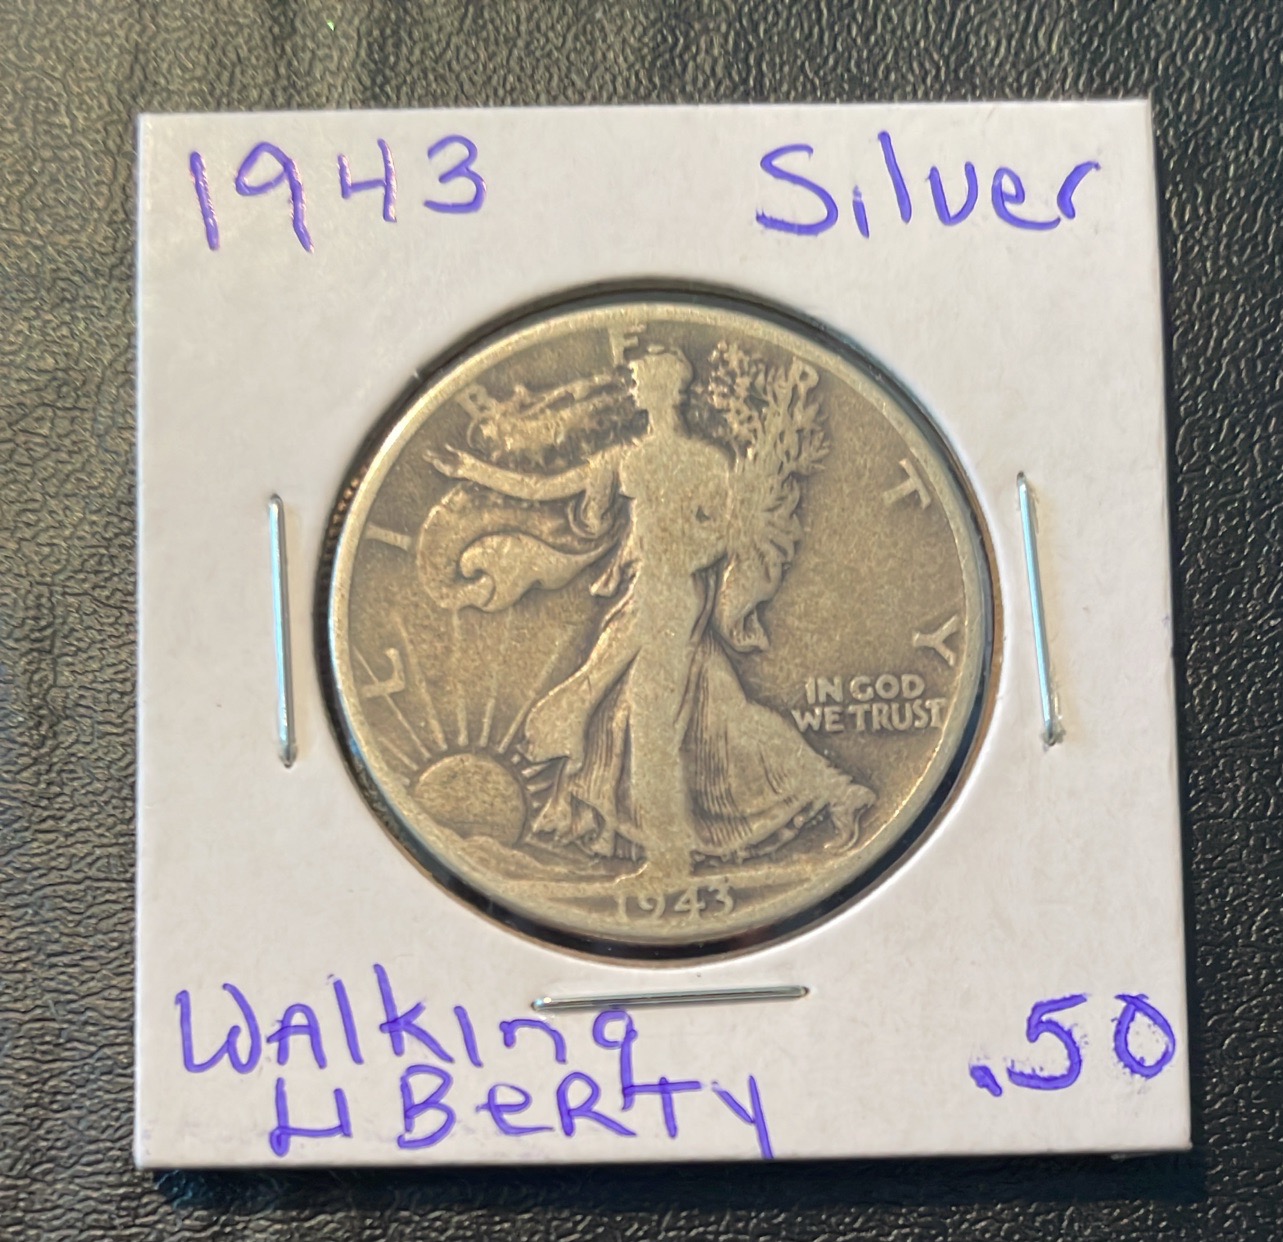 1943 Silver
LIBERTY
IN GOD
WE TRUST
1943
Walking
LIBERTY .50